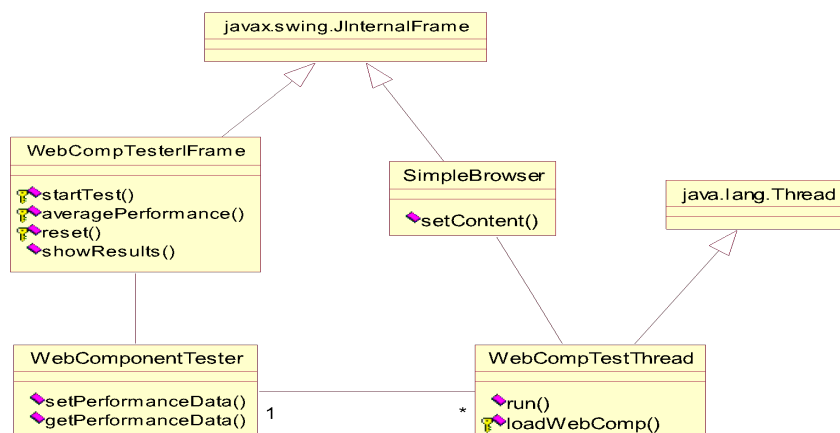 javax.swing.JInternalFrame
WebCompTesterIFrame
startTest()
averagePerformance()
reset()
showResults()
SimpleBrowser
setContent()
java.lang.Thread
WebComponentTester
setPerformanceData()
getPerformanceData()
1
*
WebCompTestThread
run()
loadWebComp()